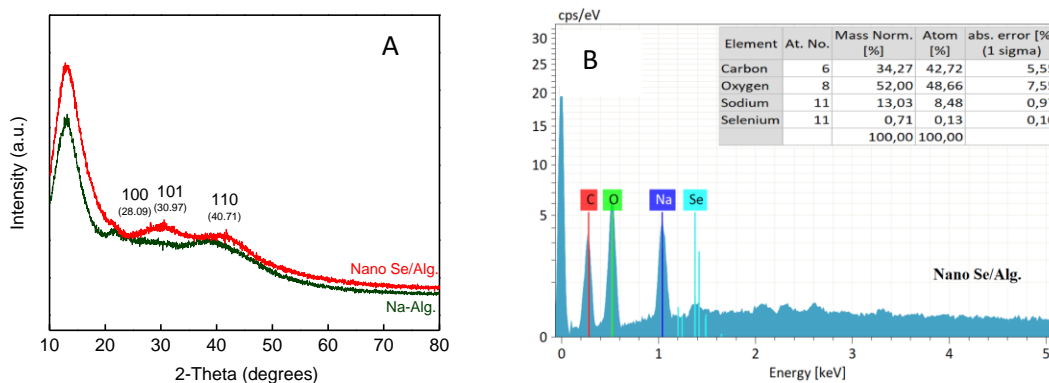 A
Intensity (a.u.)
100
(28.09)
101
(30.97)
110
(40.71)
Nano Se/Alg.
Na-Alg.
10 20 30 40 50 60 70 80
2-Theta (degrees)
cps/eV
B
30
25
20
15
10
5
0
Element At. No. Mass Norm. [%] Atom [%] abs. error [% (1 sigma)
Carbon 6 34,27 42,72 5,5
Oxygen 8 52,00 48,66 7,5
Sodium 11 13,03 8,48 0,9
Selenium 11 0,71 0,13 0,1
100,00 100,00
C O Na Se
Nano Se/Alg.
0 1 2 3 4 5
Energy [keV]